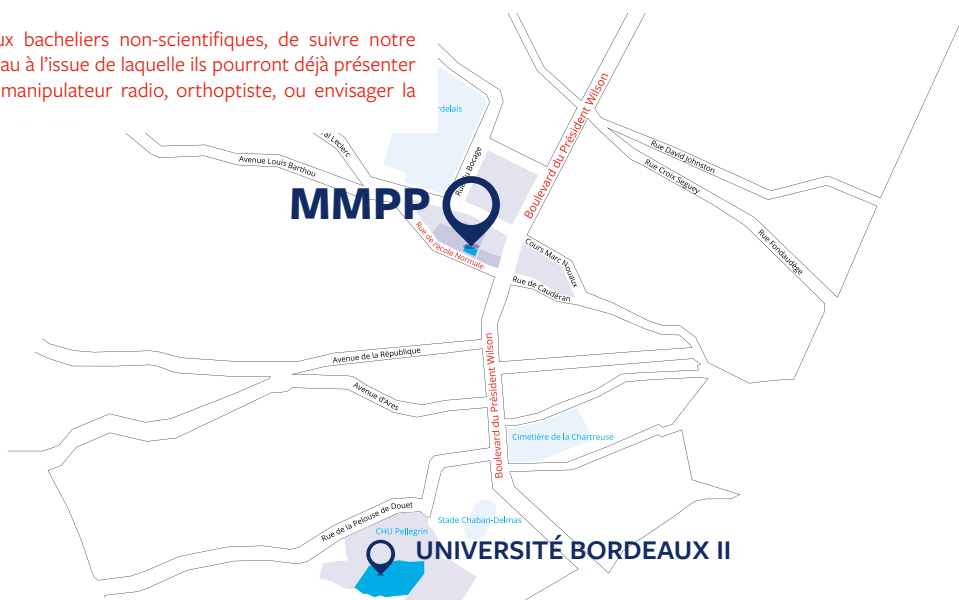 ux bacheliers non-scientifiques, de suivre notre
au à l'issue de laquelle ils pourront déjà présenter
manipulateur radio, orthoptiste, ou envisager la
rdelais
al Leclerc
Avenue Louis Barthou
Rue du Bocage
Boulevard du Président Wilson
Rue David Johnston
Rue Croix Seguey
Rue Fondaudège
MMPP
Rue de l'école Normale
Cours Marc Nouaux
Rue de Caudéran
Avenue de la République
Boulevard du Président Wilson
Avenue d'Ares
Cimetière de la Chartreuse
Rue de la Pelouse de Douet
Stade Chaban-Delmas
CHU Pellegrin
UNIVERSITÉ BORDEAUX II